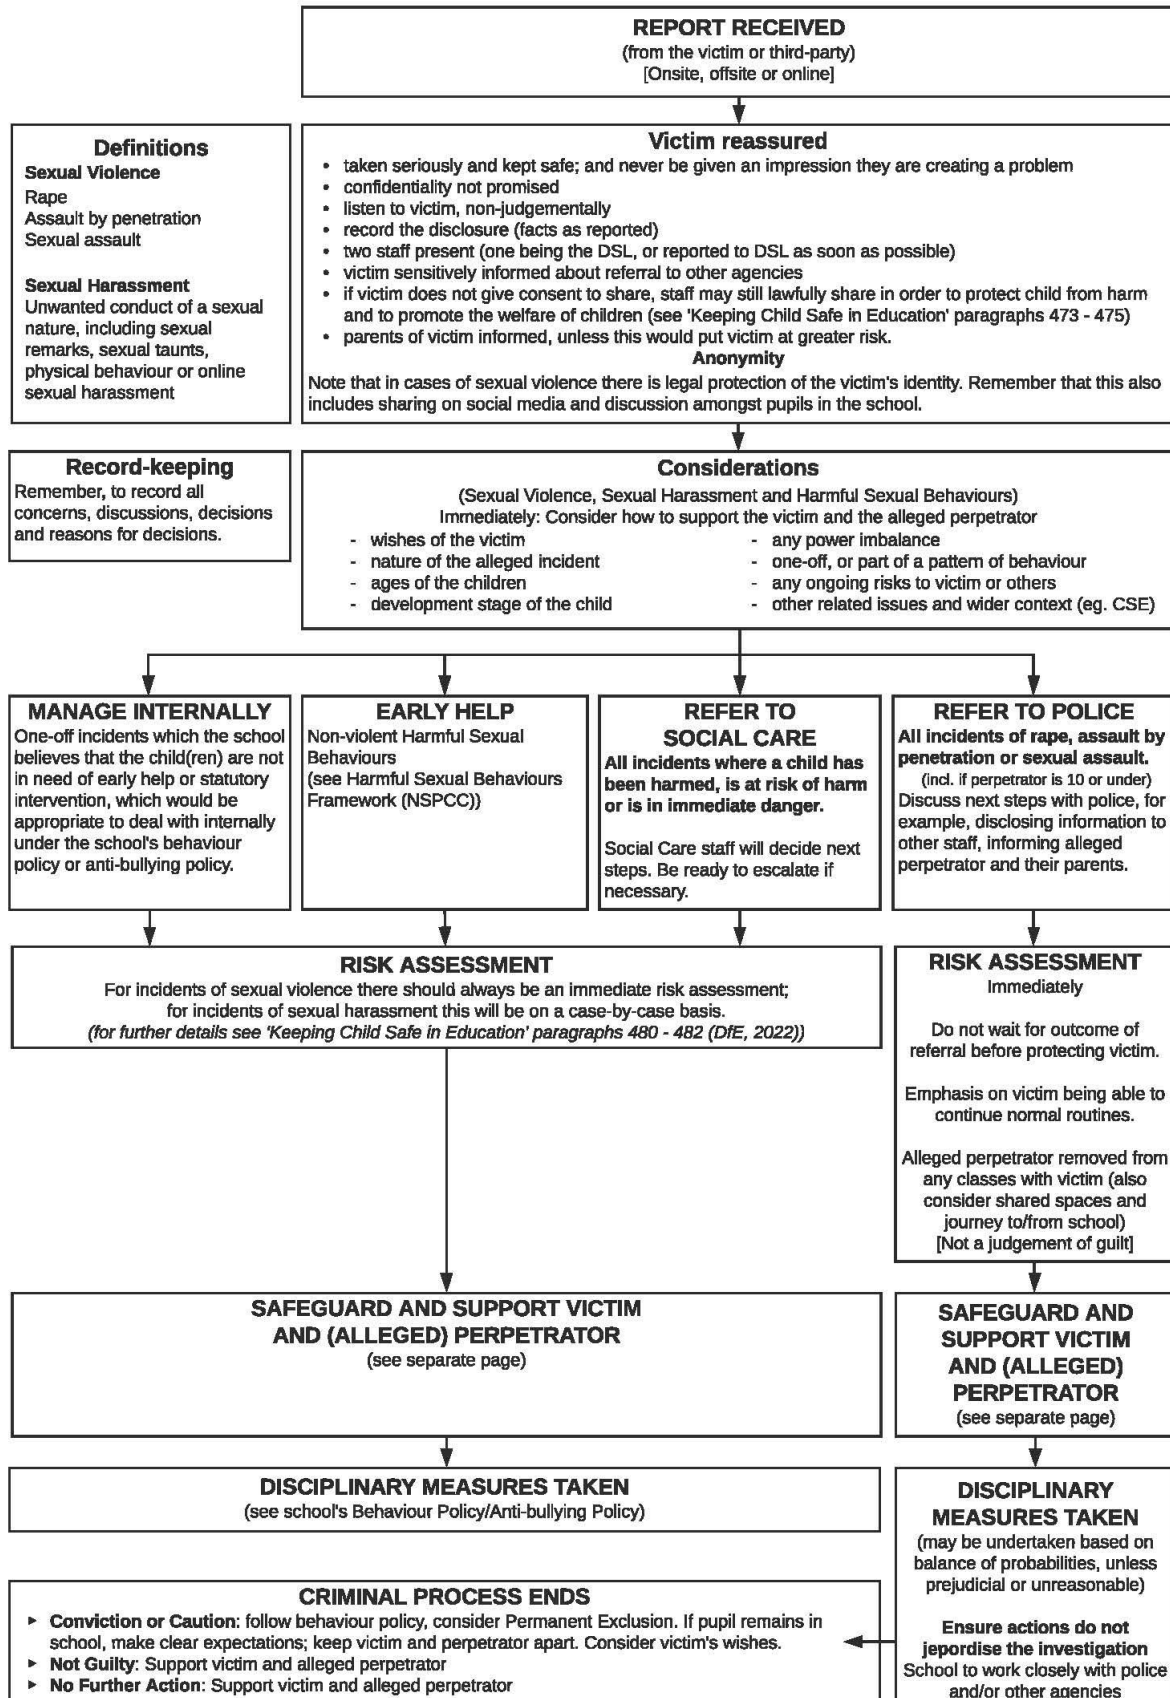 REPORT RECEIVED
(from the victim or third-party)
[Onsite, offsite or online]
Definitions
Sexual Violence
Rape
Assault by penetration
Sexual assault
Sexual Harassment
Unwanted conduct of a sexual
nature, including sexual
remarks, sexual taunts,
physical behaviour or online
sexual harassment
Victim reassured
• taken seriously and kept safe; and never be given an impression they are creating a problem
• confidentiality not promised
• listen to victim, non-judgementally
• record the disclosure (facts as reported)
• two staff present (one being the DSL, or reported to DSL as soon as possible)
• victim sensitively informed about referral to other agencies
• if victim does not give consent to share, staff may still lawfully share in order to protect child from harm
and to promote the welfare of children (see 'Keeping Child Safe in Education' paragraphs 473 - 475)
• parents of victim informed, unless this would put victim at greater risk.
Anonymity
Note that in cases of sexual violence there is legal protection of the victim's identity. Remember that this also
includes sharing on social media and discussion amongst pupils in the school.
Record-keeping
Remember, to record all
concerns, discussions, decisions
and reasons for decisions.
Considerations
(Sexual Violence, Sexual Harassment and Harmful Sexual Behaviours)
Immediately: Consider how to support the victim and the alleged perpetrator
- wishes of the victim
- nature of the alleged incident
- ages of the children
- development stage of the child
- any power imbalance
- one-off, or part of a pattern of behaviour
- any ongoing risks to victim or others
- other related issues and wider context (eg. CSE)
MANAGE INTERNALLY
One-off incidents which the school
believes that the child(ren) are not
in need of early help or statutory
intervention, which would be
appropriate to deal with internally
under the school's behaviour
policy or anti-bullying policy.
EARLY HELP
Non-violent Harmful Sexual
Behaviours
(see Harmful Sexual Behaviours
Framework (NSPCC))
REFER TO
SOCIAL CARE
All incidents where a child has
been harmed, is at risk of harm
or is in immediate danger.
Social Care staff will decide next
steps. Be ready to escalate if
necessary.
REFER TO POLICE
All incidents of rape, assault by
penetration or sexual assault.
(incl. if perpetrator is 10 or under)
Discuss next steps with police, for
example, disclosing information to
other staff, informing alleged
perpetrator and their parents.
RISK ASSESSMENT
For incidents of sexual violence there should always be an immediate risk assessment;
for incidents of sexual harassment this will be on a case-by-case basis.
(for further details see 'Keeping Child Safe in Education' paragraphs 480 - 482 (DfE, 2022))
RISK ASSESSMENT
Immediately
Do not wait for outcome of
referral before protecting victim.
Emphasis on victim being able to
continue normal routines.
Alleged perpetrator removed from
any classes with victim (also
consider shared spaces and
journey to/from school)
[Not a judgement of guilt]
SAFEGUARD AND SUPPORT VICTIM
AND (ALLEGED) PERPETRATOR
(see separate page)
SAFEGUARD AND
SUPPORT VICTIM
AND (ALLEGED)
PERPETRATOR
(see separate page)
DISCIPLINARY MEASURES TAKEN
(see school's Behaviour Policy/Anti-bullying Policy)
DISCIPLINARY
MEASURES TAKEN
(may be undertaken based on
balance of probabilities, unless
prejudicial or unreasonable)
Ensure actions do not
jepordise the investigation
School to work closely with police
and/or other agencies
CRIMINAL PROCESS ENDS
► Conviction or Caution: follow behaviour policy, consider Permanent Exclusion. If pupil remains in
school, make clear expectations; keep victim and perpetrator apart. Consider victim's wishes.
► Not Guilty: Support victim and alleged perpetrator
► No Further Action: Support victim and alleged perpetrator